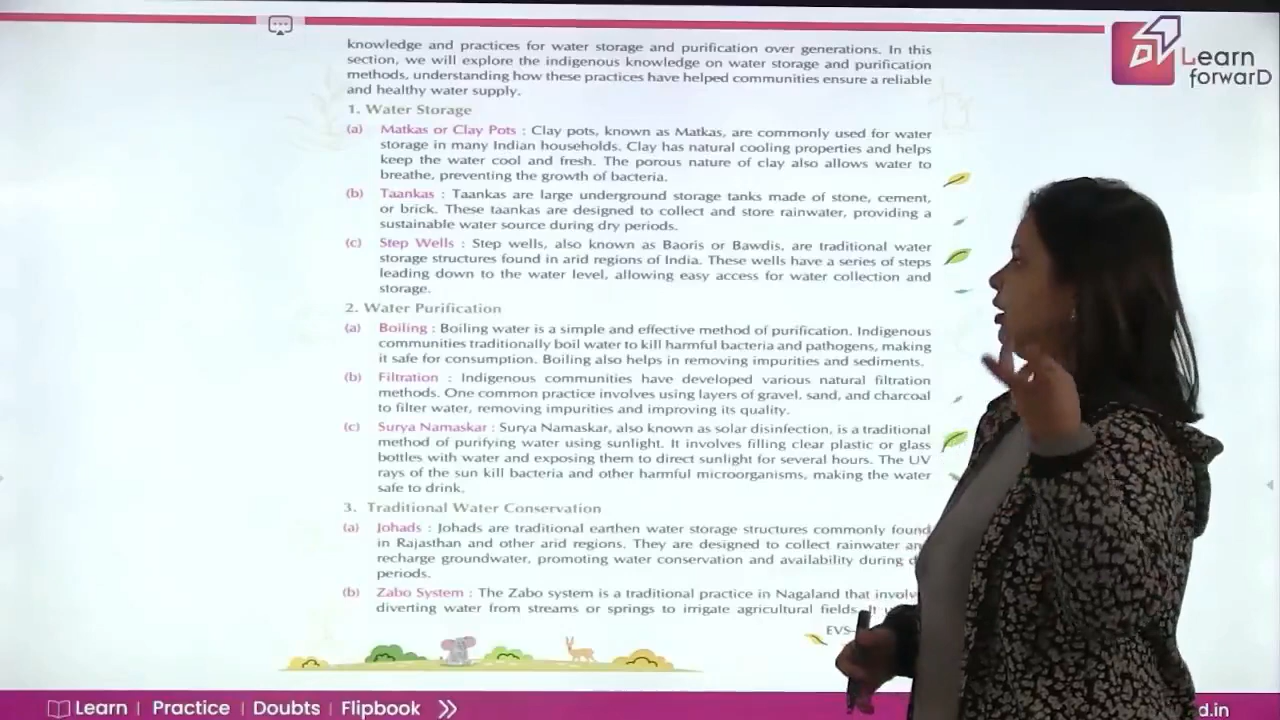 Learn
forwarD
knowledge and practices for water storage and purification over generations. In this
section, we will explore the indigenous knowledge on water storage and purification
methods, understanding how these practices have helped communities ensure a reliable
and healthy water supply.
1. Water Storage
(a) Matkas or Clay Pots : Clay pots, known as Matkas, are commonly used for water
storage in many Indian households. Clay has natural cooling properties and helps
keep the water cool and fresh. The porous nature of clay also allows water to
breathe, preventing the growth of bacteria.
(b) Taankas : Taankas are large underground storage tanks made of stone, cement,
or brick. These taankas are designed to collect and store rainwater, providing a
sustainable water source during dry periods.
(c) Step Wells : Step wells, also known as Baoris or Bawdis, are traditional water
storage structures found in arid regions of India. These wells have a series of steps
leading down to the water level, allowing easy access for water collection and
storage.
2. Water Purification
(a) Boiling : Boiling water is a simple and effective method of purification. Indigenous
communities traditionally boil water to kill harmful bacteria and pathogens, making
it safe for consumption. Boiling also helps in removing impurities and sediments.
(b) Filtration : Indigenous communities have developed various natural filtration
methods. One common practice involves using layers of gravel, sand, and charcoal
to filter water, removing impurities and improving its quality.
(c) Surya Namaskar : Surya Namaskar, also known as solar disinfection, is a traditional
method of purifying water using sunlight. It involves filling clear plastic or glass
bottles with water and exposing them to direct sunlight for several hours. The UV
rays of the sun kill bacteria and other harmful microorganisms, making the water
safe to drink.
3. Traditional Water Conservation
(a) Johads : Johads are traditional earthen water storage structures commonly found
in Rajasthan and other arid regions. They are designed to collect rainwater
recharge groundwater, promoting water conservation and availability during
periods.
(b) Zabo System : The Zabo system is a traditional practice in Nagaland that
diverting water from streams or springs to irrigate agricultural fields. It
EVS-
Learn | Practice | Doubts | Flipbook
d.in